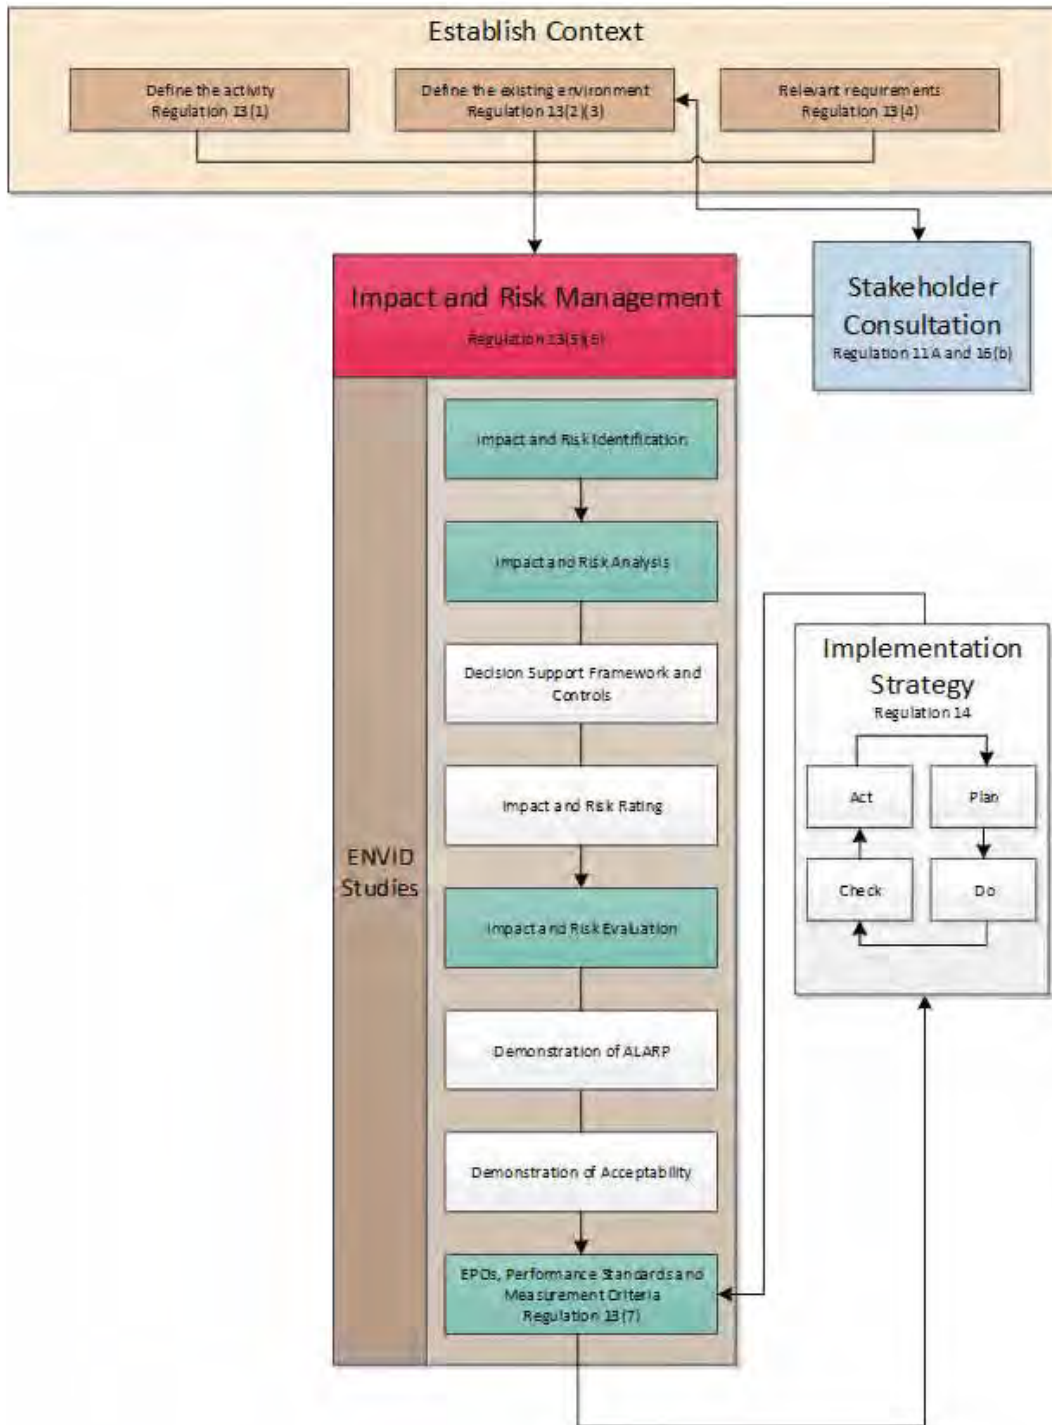 Establish Context
Define the activity
Regulation 13(1)
Define the existing environment
Regulation 13(2)(3)
Relevant requirements
Regulation 13(4)
Impact and Risk Management
Regulation 13(5)(6)
Stakeholder
Consultation
Regulation 11A and 16(b)
ENVID
Studies
Impact and Risk Identification
Impact and Risk Analysis
Decision Support Framework and
Controls
Impact and Risk Rating
Impact and Risk Evaluation
Demonstration of ALARP
Demonstration of Acceptability
EPOs, Performance Standards and
Measurement Criteria
Regulation 13(7)
Implementation
Strategy
Regulation 14
Act
Plan
Check
Do